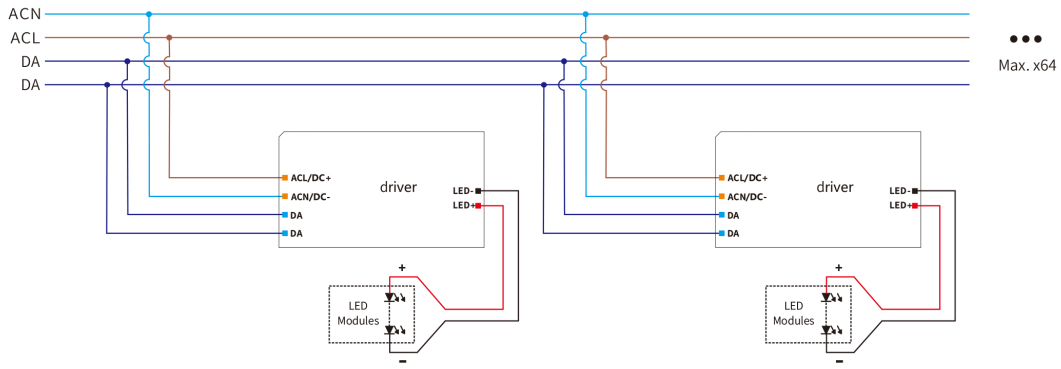 ACN
ACL
DA
DA
Max. x64
ACL/DC+
ACN/DC-
DA
DA
driver
LED-
LED+
ACL/DC+
ACN/DC-
DA
DA
driver
LED-
LED+
+
LED
Modules
-
+
LED
Modules
-